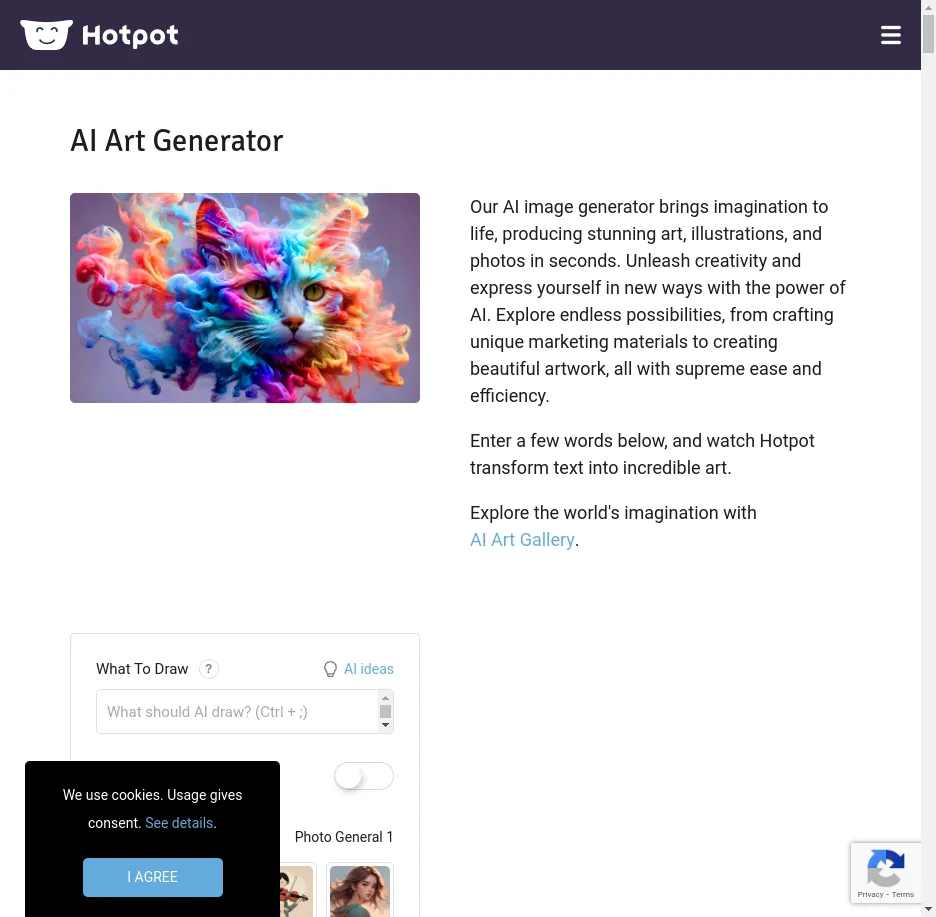 Hotpot
AI Art Generator
Our AI image generator brings imagination to
life, producing stunning art, illustrations, and
photos in seconds. Unleash creativity and
express yourself in new ways with the power of
AI. Explore endless possibilities, from crafting
unique marketing materials to creating
beautiful artwork, all with supreme ease and
efficiency.
Enter a few words below, and watch Hotpot
transform text into incredible art.
Explore the world's imagination with
AI Art Gallery.
What To Draw ? AI ideas
What should AI draw? (Ctrl + ;)
Photo General 1
We use cookies. Usage gives
consent. See details.
I AGREE
Privacy - Terms